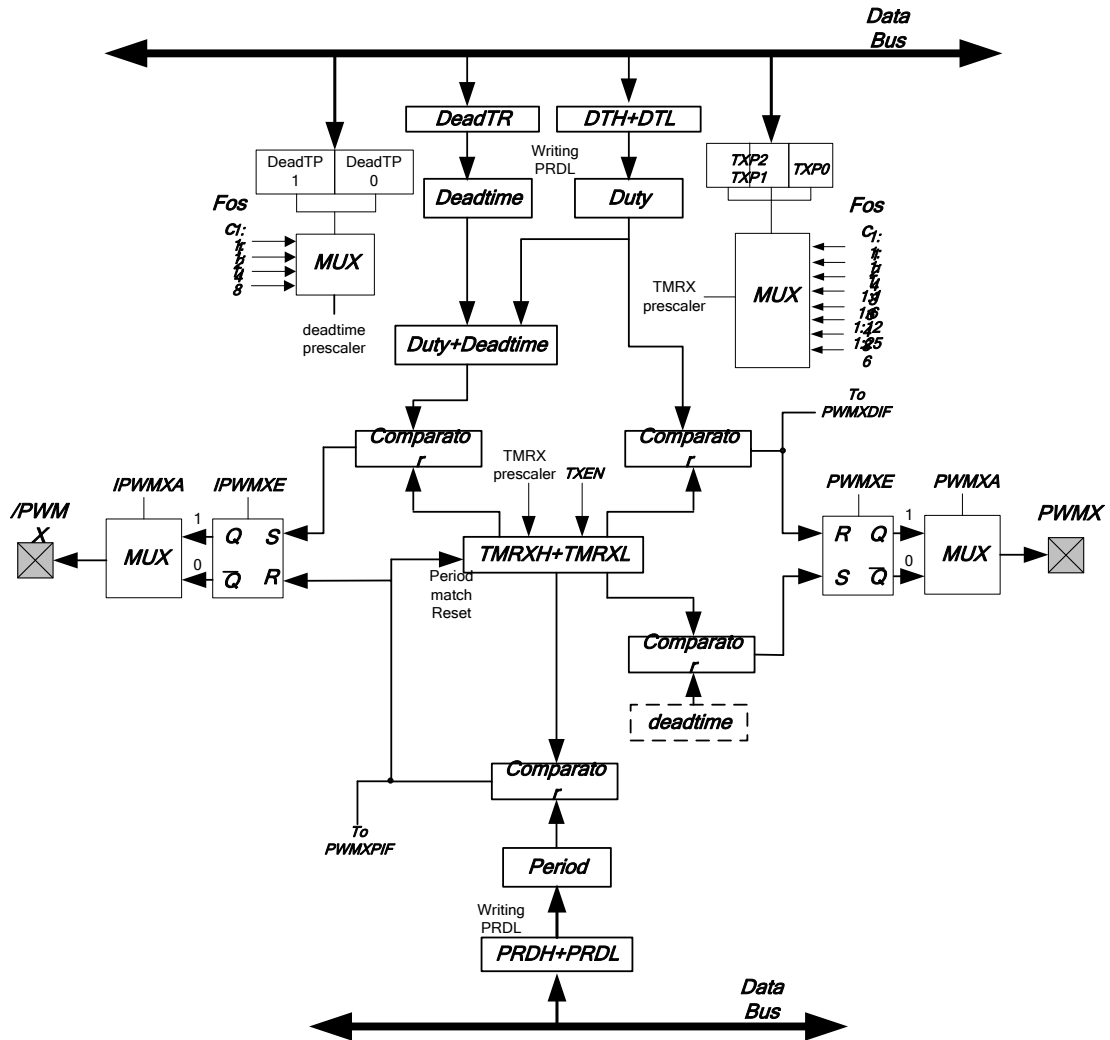 Data
Bus
DeadTR
DTH+DTL
Writing
PRDL
DeadTP
1
DeadTP
0
TXP2
TXP1
TXP0
Deadtime
Duty
Fos
Fos
MUX
8
deadtime
prescaler
TMRX
prescaler
MUX
6
Duty+Deadtime
To
PWMXDIF
Comparato
r
Comparato
r
TMRX
prescaler
TXEN
IPWMXA
IPWMXE
PWMXE
PWMXA
/PWM
X
PWMX
MUX
1
0
Q
S
Q
R
TMRXH+TMRXL
Period
match
Reset
R
Q
S
Q
1
0
MUX
Comparato
r
deadtime
Comparato
r
To
PWMXPIF
Period
Writing
PRDL
PRDH+PRDL
Data
Bus